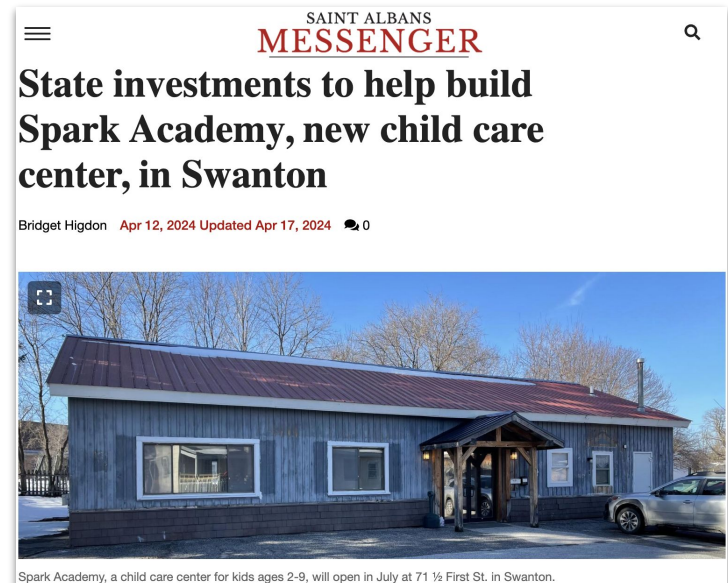 SAINT ALBANS
MESSENGER
State investments to help build
Spark Academy, new child care
center, in Swanton
Bridget Higdon Apr 12, 2024 Updated Apr 17, 2024 0
Spark Academy, a child care center for kids ages 2-9, will open in July at 71 ½ First St. in Swanton.